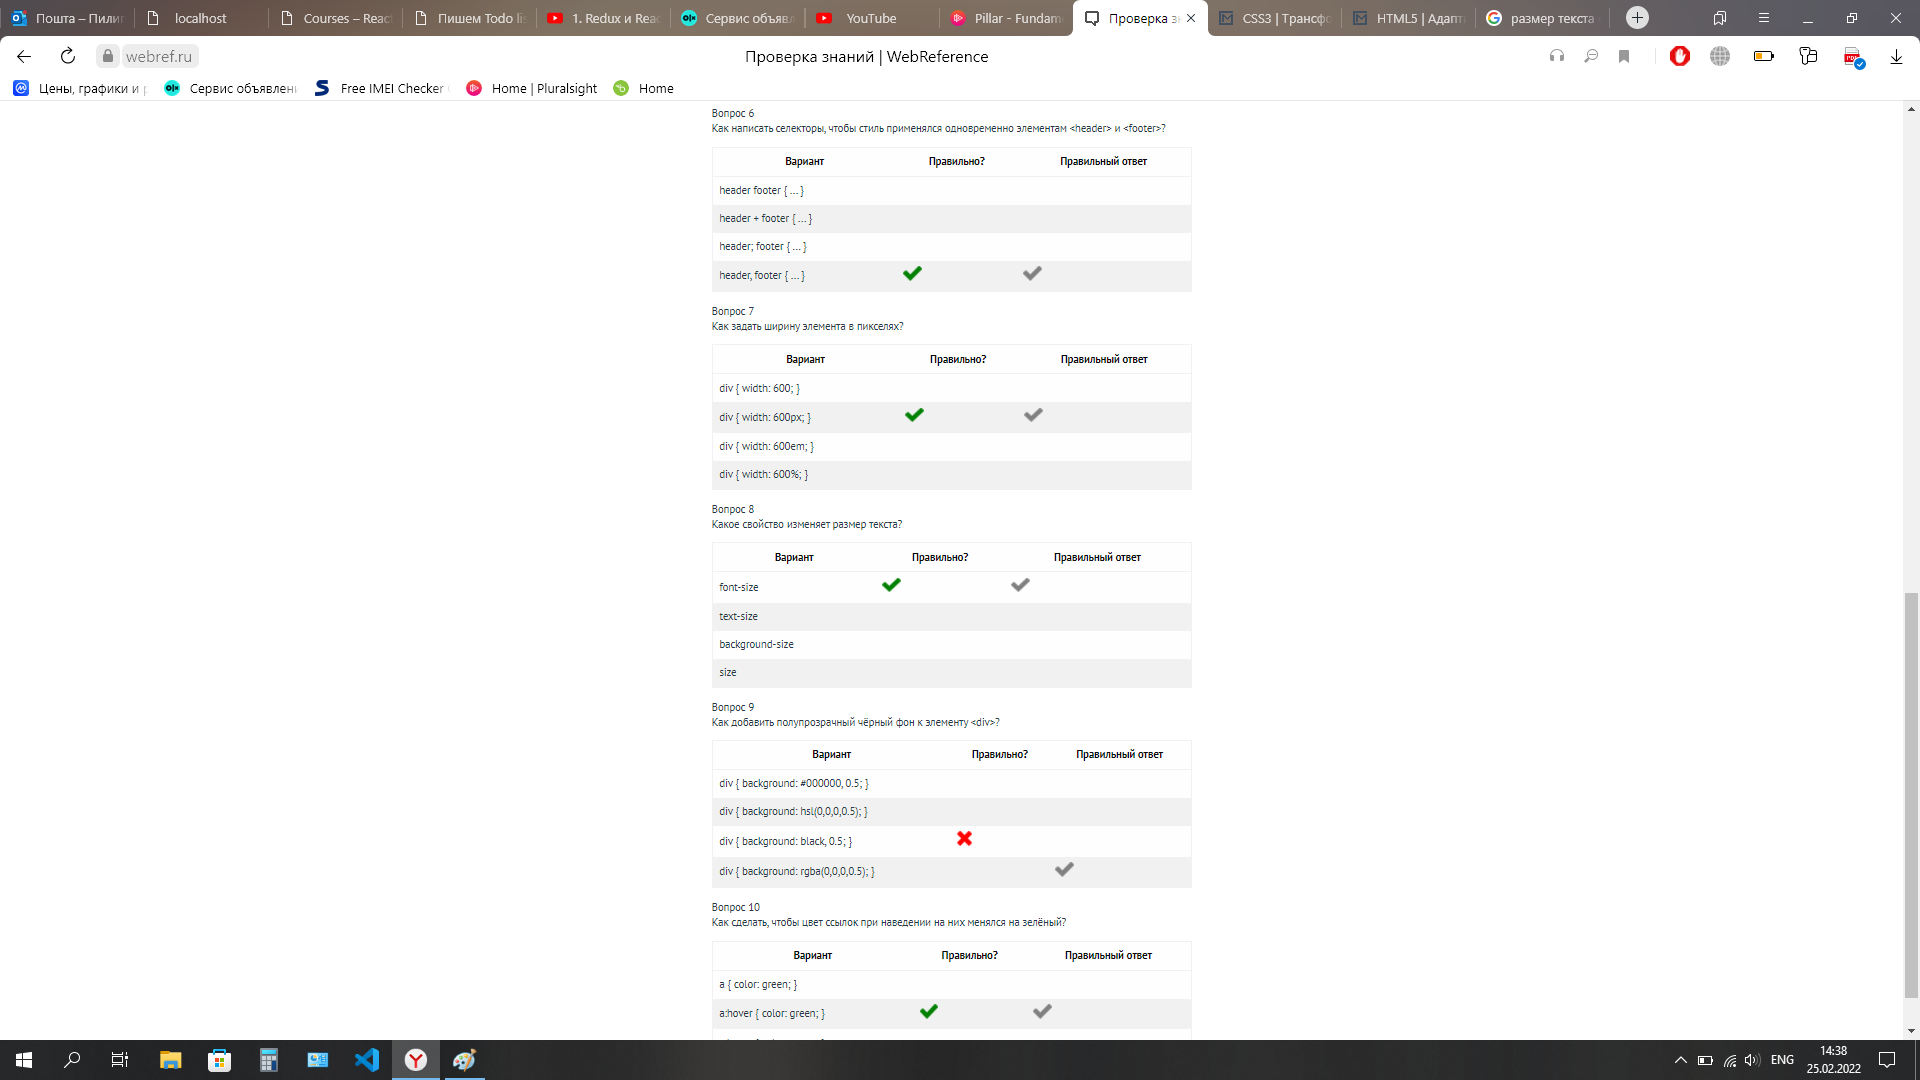 Пошта – Пилиг
localhost
Courses – Reac
Пишем Todo lis
1. Redux и Reac
Сервис объявл
YouTube
Pillar - Fundam
Проверка зн
CSS3 | Трансфо
HTML5 | Адапт
размер текста
webref.ru
Проверка знаний | WebReference
Цены, графики и р
Сервис объявлени
Free IMEI Checker
Home | Pluralsight
Home
Вопрос 6
Как написать селекторы, чтобы стиль применялся одновременно элементам <header> и <footer>?
Вариант Правильно? Правильный ответ
header footer { ... }
header + footer { ... }
header; footer { ... }
header, footer { ... }
Вопрос 7
Как задать ширину элемента в пикселях?
Вариант Правильно? Правильный ответ
div { width: 600; }
div { width: 600px; }
div { width: 600em; }
div { width: 600%; }
Вопрос 8
Какое свойство изменяет размер текста?
Вариант Правильно? Правильный ответ
font-size
text-size
background-size
size
Вопрос 9
Как добавить полупрозрачный чёрный фон к элементу <div>?
Вариант Правильно? Правильный ответ
div { background: #000000, 0.5; }
div { background: hsl(0,0,0,0.5); }
div { background: black, 0.5; }
div { background: rgba(0,0,0,0.5); }
Вопрос 10
Как сделать, чтобы цвет ссылок при наведении на них менялся на зелёный?
Вариант Правильно? Правильный ответ
a { color: green; }
a:hover { color: green; }
ENG
14:38
25.02.2022